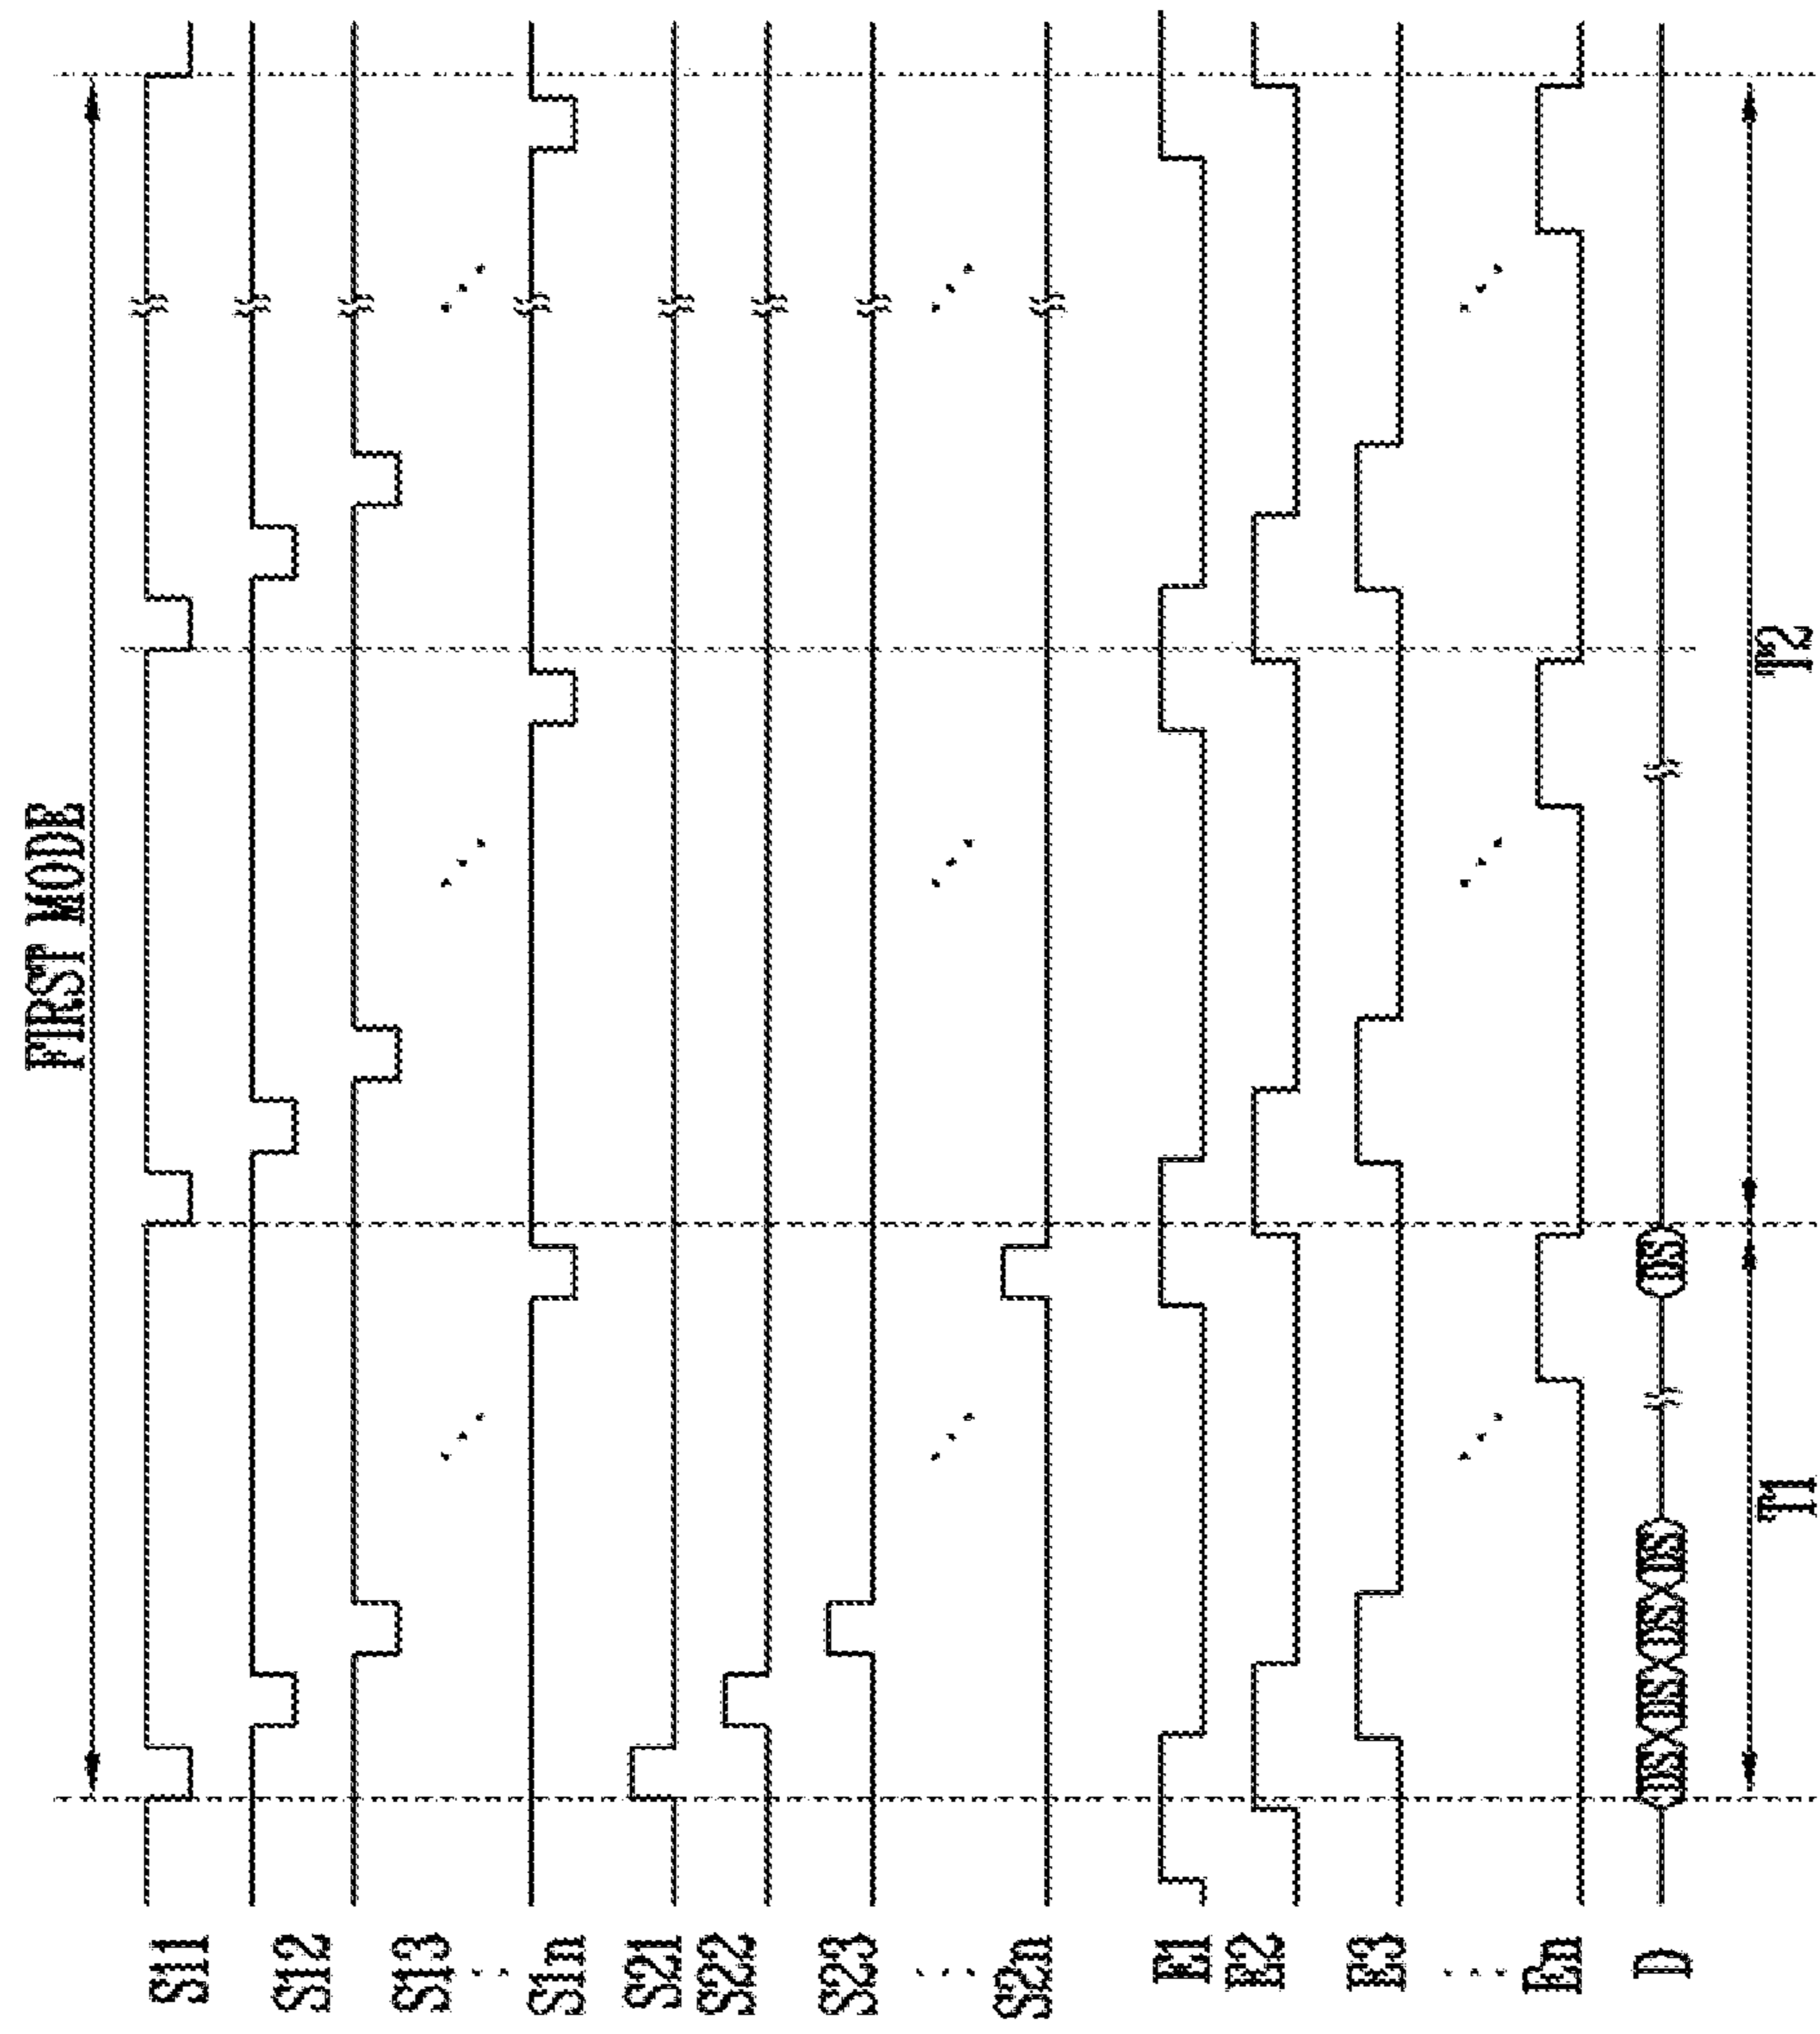 FIRST MODE
S11
S12
S13
S1n
S21
S22
S23
S2n
E1
E2
E3
En
D
DS DS DS DS DS
T1 T2